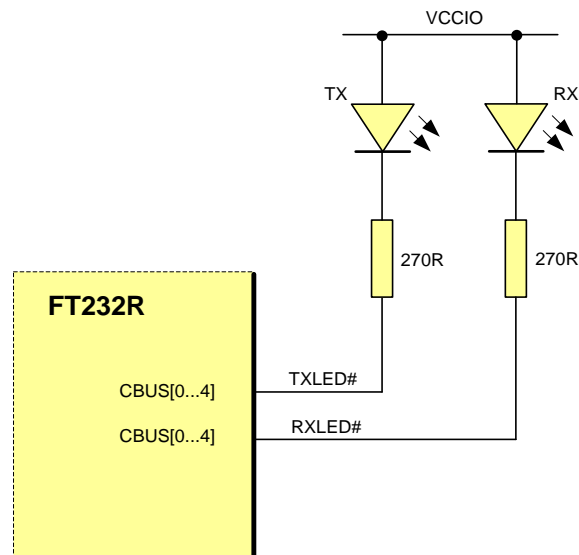 VCCIO
TX
RX
270R
270R
FT232R
TXLED#
CBUS[0...4]
RXLED#
CBUS[0...4]